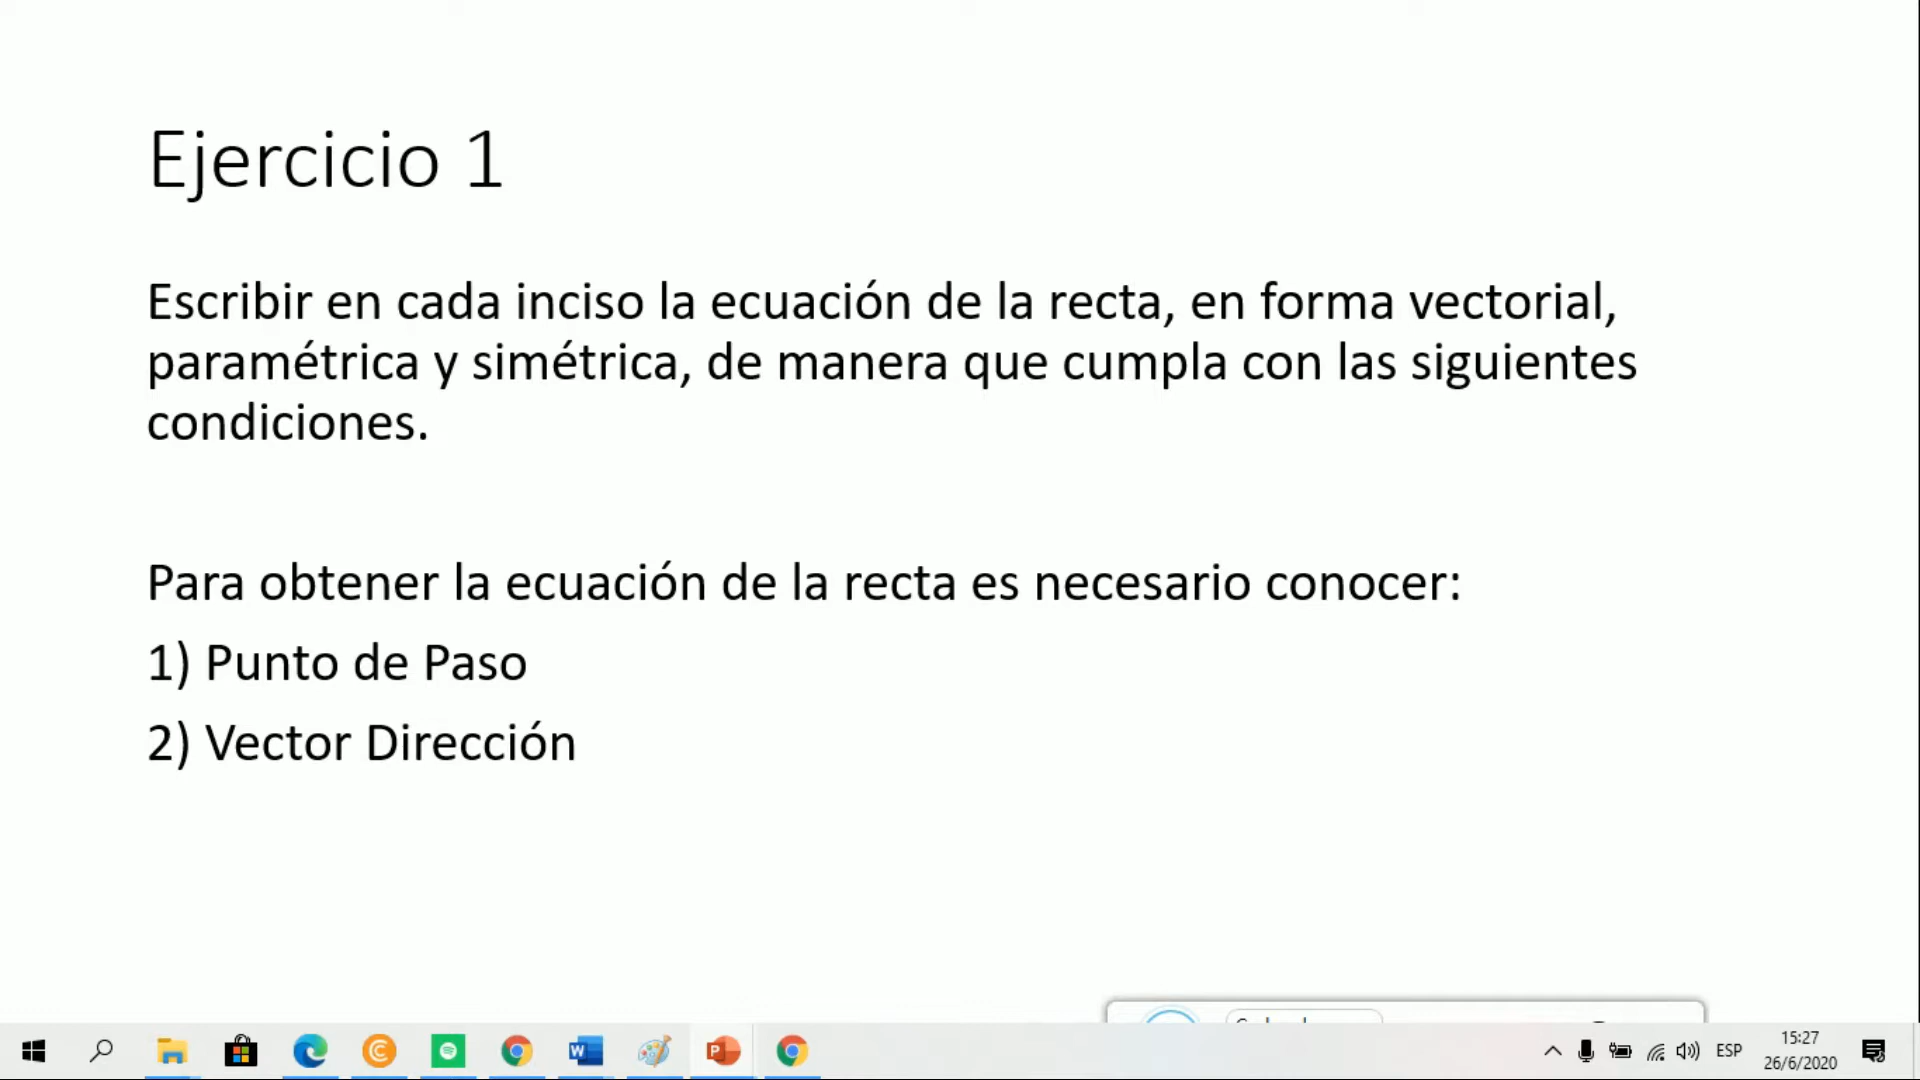 Ejercicio 1
Escribir en cada inciso la ecuación de la recta, en forma vectorial,
paramétrica y simétrica, de manera que cumpla con las siguientes
condiciones.
Para obtener la ecuación de la recta es necesario conocer:
1) Punto de Paso
2) Vector Dirección
ESP
15:27
26/6/2020